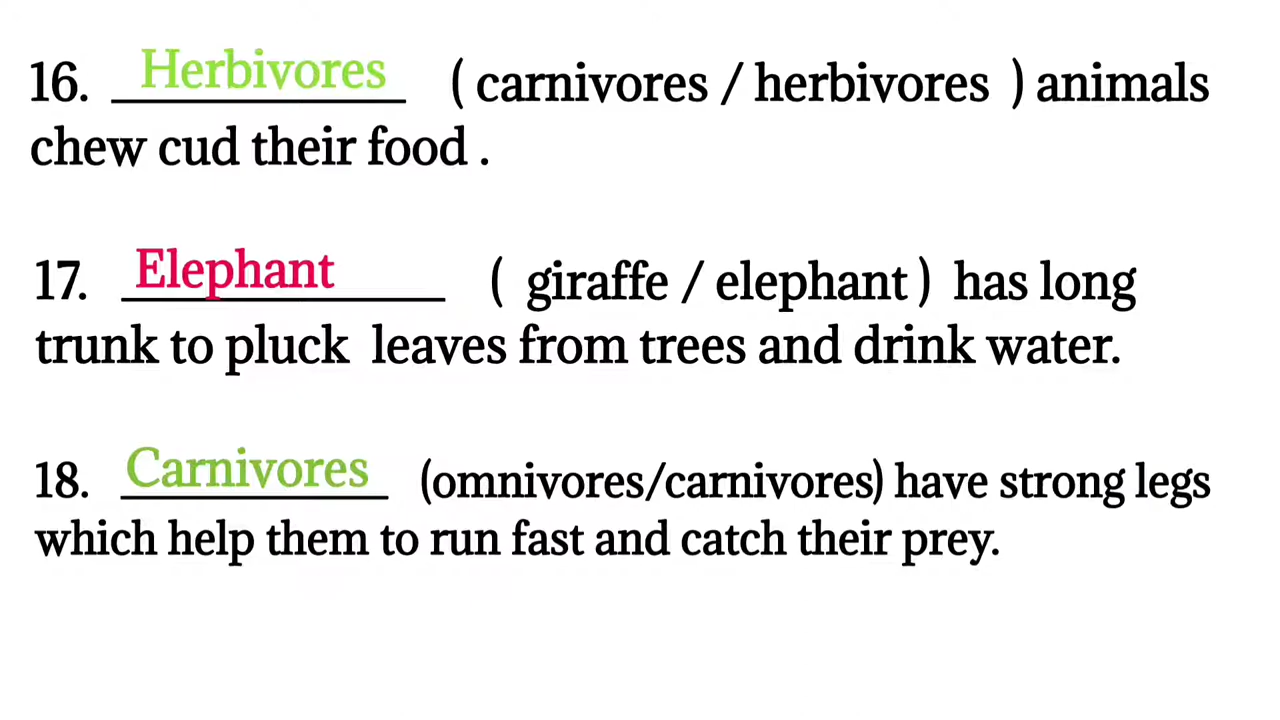 16. Herbivores ( carnivores / herbivores ) animals
chew cud their food .
17. Elephant ( giraffe / elephant ) has long
trunk to pluck leaves from trees and drink water.
18. Carnivores (omnivores/carnivores) have strong legs
which help them to run fast and catch their prey.